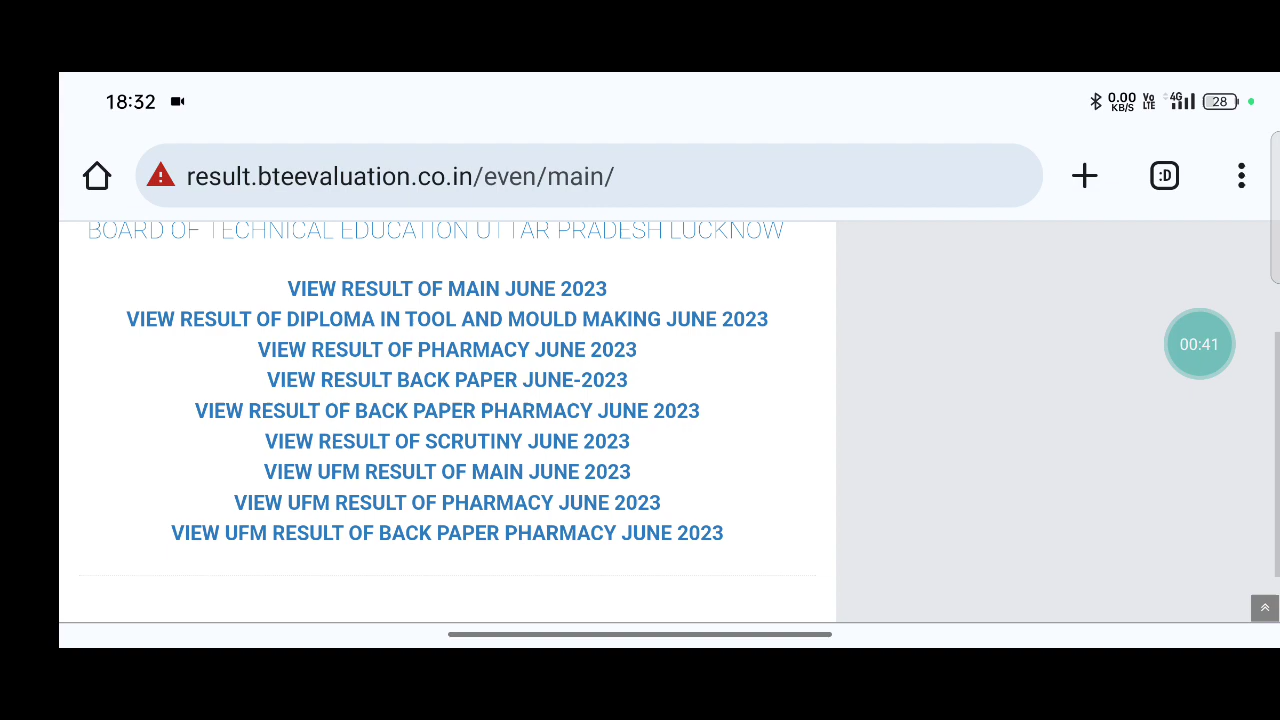 18:32
0.00
KB/S
Vo
LTE
4G
28
result.bteevaluation.co.in/even/main/
:D
BOARD OF TECHNICAL EDUCATION UTTAR PRADESH LUCKNOW
VIEW RESULT OF MAIN JUNE 2023
VIEW RESULT OF DIPLOMA IN TOOL AND MOULD MAKING JUNE 2023
VIEW RESULT OF PHARMACY JUNE 2023
VIEW RESULT BACK PAPER JUNE-2023
VIEW RESULT OF BACK PAPER PHARMACY JUNE 2023
VIEW RESULT OF SCRUTINY JUNE 2023
VIEW UFM RESULT OF MAIN JUNE 2023
VIEW UFM RESULT OF PHARMACY JUNE 2023
VIEW UFM RESULT OF BACK PAPER PHARMACY JUNE 2023
00:41